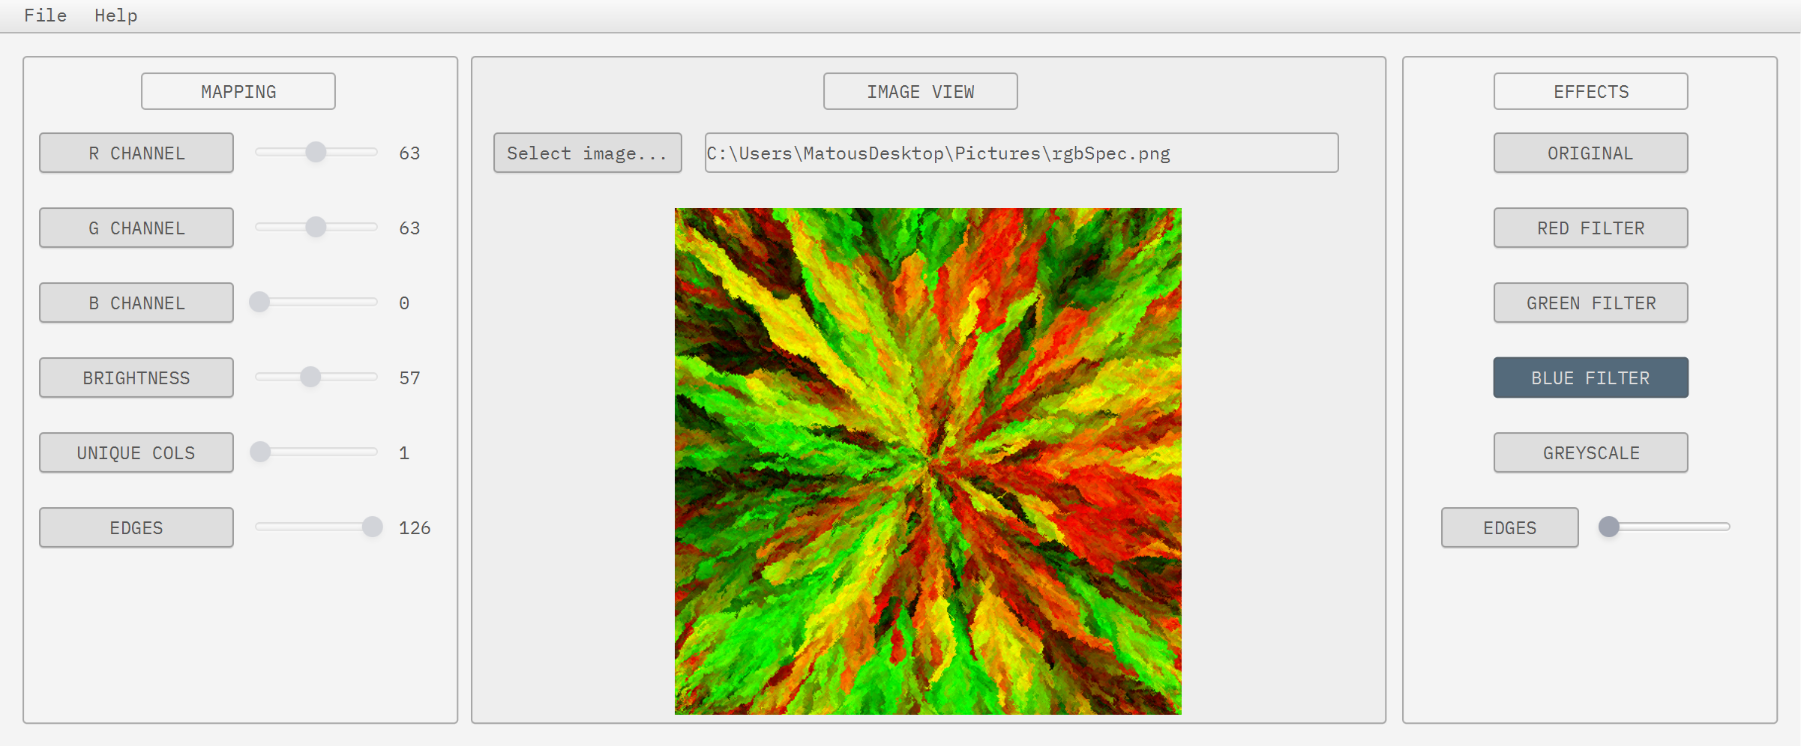 File Help
MAPPING
R CHANNEL 63
G CHANNEL 63
B CHANNEL 0
BRIGHTNESS 57
UNIQUE COLS 1
EDGES 126
IMAGE VIEW
Select image... C:\Users\MatousDesktop\Pictures\rgbSpec.png
EFFECTS
ORIGINAL
RED FILTER
GREEN FILTER
BLUE FILTER
GREYSCALE
EDGES